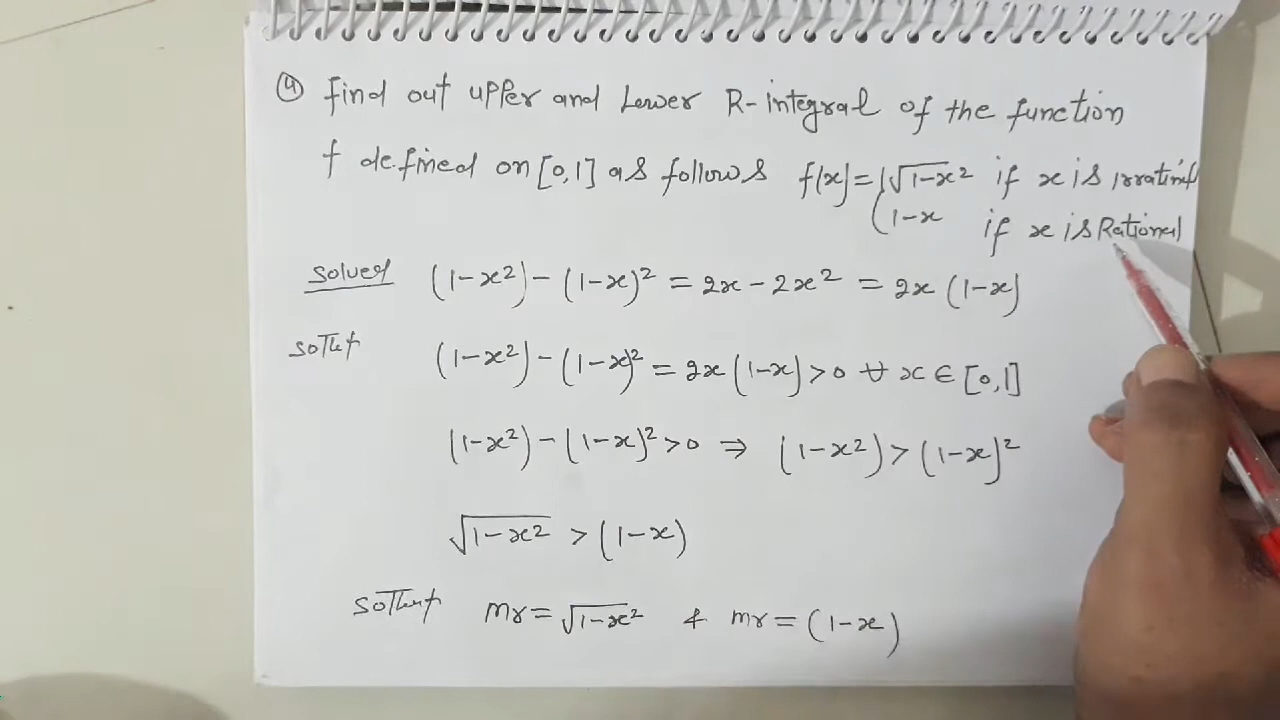 ④ Find out upper and Lower R-integral of the function
f defined on [0,1] as follows f(x) = { √1-x² if x is irrational
1-x if x is Rational
Solved (1-x²) - (1-x)² = 2x - 2x² = 2x (1-x)
so that (1-x²) - (1-x)² = 2x (1-x) > 0 ∀ x ∈ [0,1]
(1-x²) - (1-x)² > 0 ⇒ (1-x²) > (1-x)²
√1-x² > (1-x)
so that Mr = √1-x² & mr = (1-x)